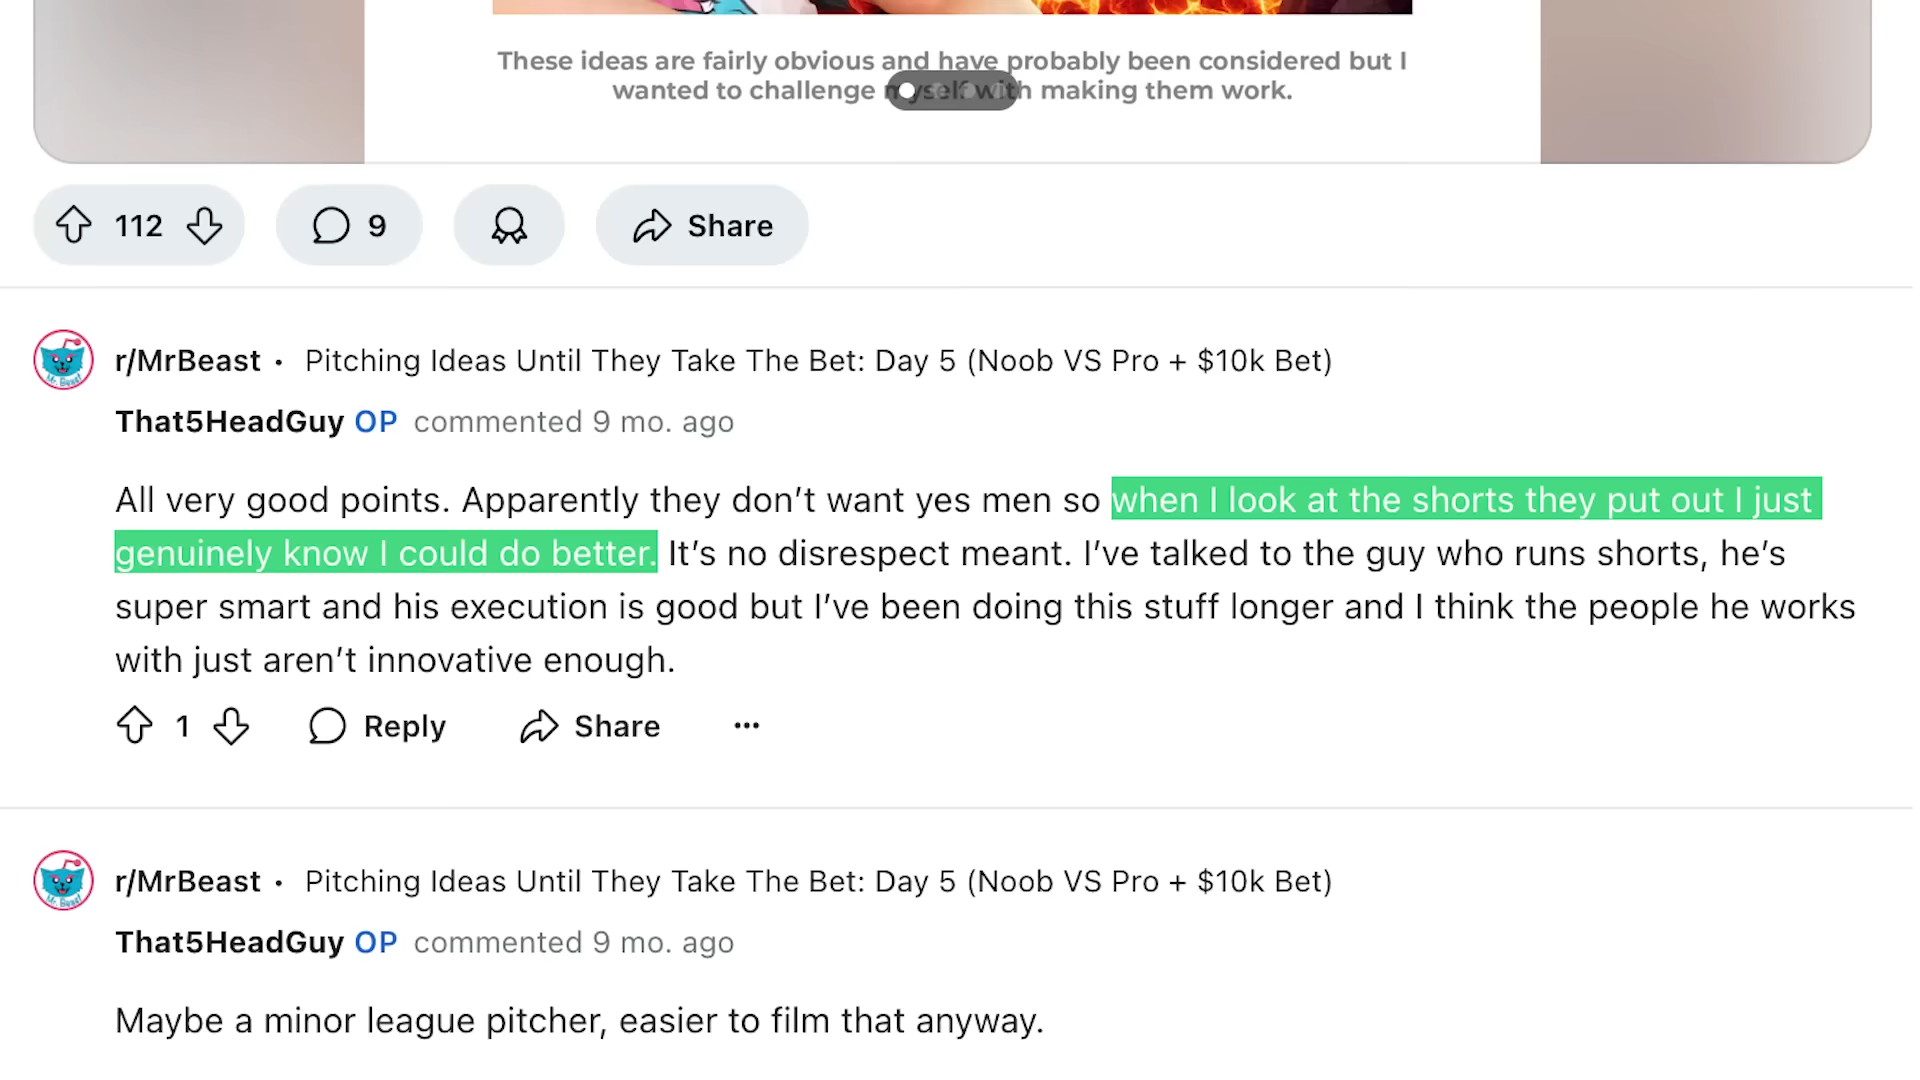 These ideas are fairly obvious and have probably been considered but I
wanted to challenge myself with making them work.
112
9
Share
r/MrBeast • Pitching Ideas Until They Take The Bet: Day 5 (Noob VS Pro + $10k Bet)
That5HeadGuy OP commented 9 mo. ago
All very good points. Apparently they don’t want yes men so when I look at the shorts they put out I just
genuinely know I could do better. It’s no disrespect meant. I’ve talked to the guy who runs shorts, he’s
super smart and his execution is good but I’ve been doing this stuff longer and I think the people he works
with just aren’t innovative enough.
1
Reply
Share
r/MrBeast • Pitching Ideas Until They Take The Bet: Day 5 (Noob VS Pro + $10k Bet)
That5HeadGuy OP commented 9 mo. ago
Maybe a minor league pitcher, easier to film that anyway.